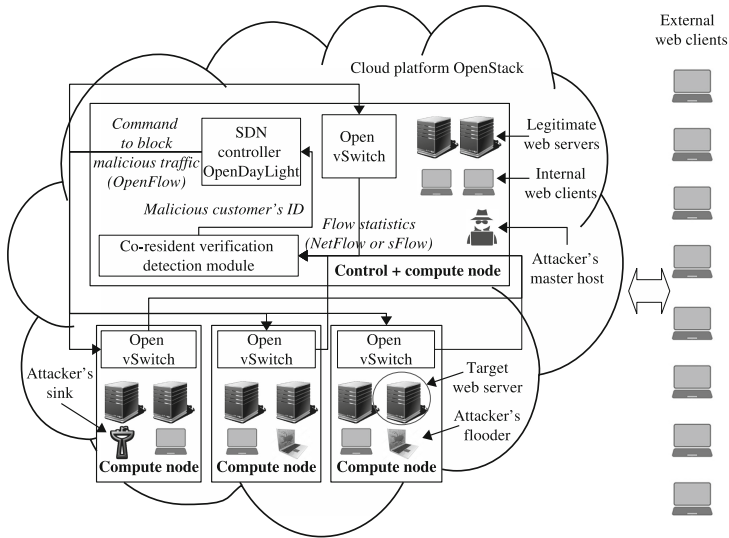 External
web clients
Cloud platform OpenStack
Command
to block
malicious traffic
(OpenFlow)
SDN
controller
OpenDayLight
Open
vSwitch
Legitimate
web servers
Internal
web clients
Malicious customer's ID
Flow statistics
(NetFlow or sFlow)
Co-resident verification
detection module
Attacker's
master host
Control + compute node
Open
vSwitch
Open
vSwitch
Open
vSwitch
Attacker's
sink
Target
web server
Attacker's
flooder
Compute node
Compute node
Compute node